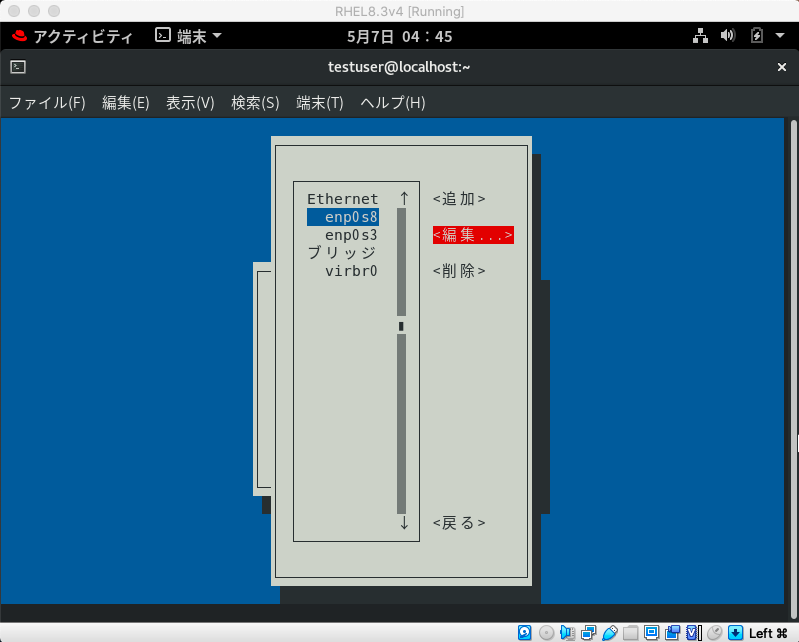 RHEL8.3v4 [Running]
アクティビティ 端末 5月7日 04：45
testuser@localhost:~
ファイル(F) 編集(E) 表示(V) 検索(S) 端末(T) ヘルプ(H)
Ethernet ↑ <追加>
enp0s8
enp0s3 <編集...>
ブリッジ
virbr0 <削除>
↓ <戻る>
Left ⌘